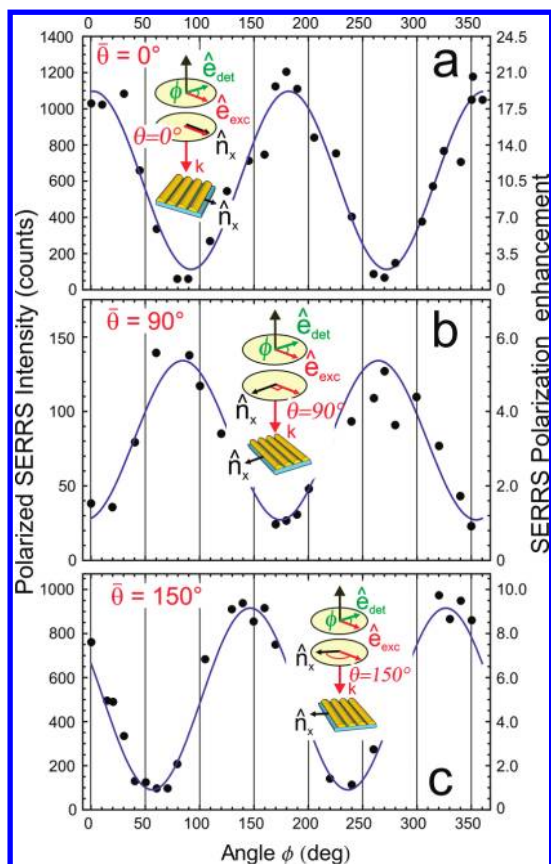 0 50 100 150 200 250 300 350
Polarized SERRS Intensity (counts)
SERRS Polarization enhancement
1200
1100
1000
800
600
400
200
0
24.5
21.0
17.5
14.0
10.5
7.0
3.5
0.0
θ̄ = 0°
a
ê_det
ϕ
ê_exc
θ=0°
n̂_x
k
n̂_x
150
100
50
0
6.0
4.0
2.0
0
θ̄ = 90°
b
ê_det
ϕ
ê_exc
n̂_x
θ=90°
k
n̂_x
1000
800
600
400
200
0
10.0
8.0
6.0
4.0
2.0
0.0
θ̄ = 150°
c
ê_det
ϕ
ê_exc
n̂_x
θ=150°
k
n̂_x
0 50 100 150 200 250 300 350
Angle ϕ (deg)